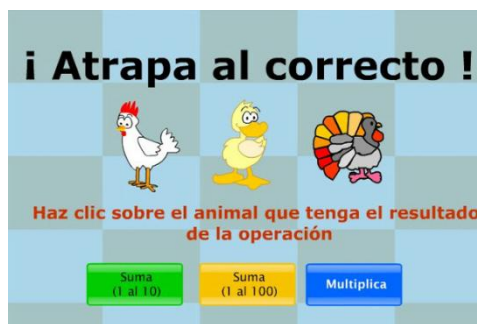 ¡ Atrapa al correcto !
Haz clic sobre el animal que tenga el resultado
de la operación
Suma
(1 al 10)
Suma
(1 al 100)
Multiplica